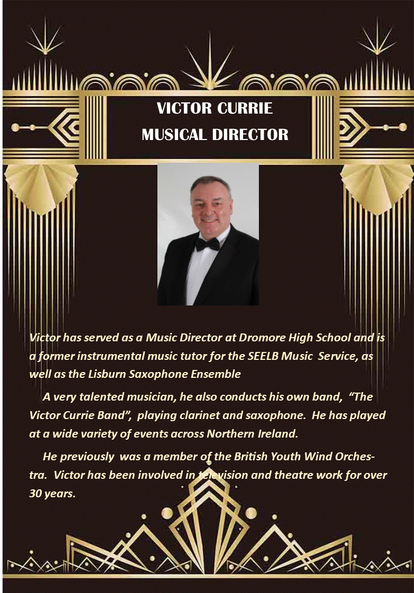 VICTOR CURRIE
MUSICAL DIRECTOR
Victor has served as a Music Director at Dromore High School and is
a former instrumental music tutor for the SEELB Music Service, as
well as the Lisburn Saxophone Ensemble
A very talented musician, he also conducts his own band, “The
Victor Currie Band”, playing clarinet and saxophone. He has played
at a wide variety of events across Northern Ireland.
He previously was a member of the British Youth Wind Orches-
tra. Victor has been involved in television and theatre work for over
30 years.